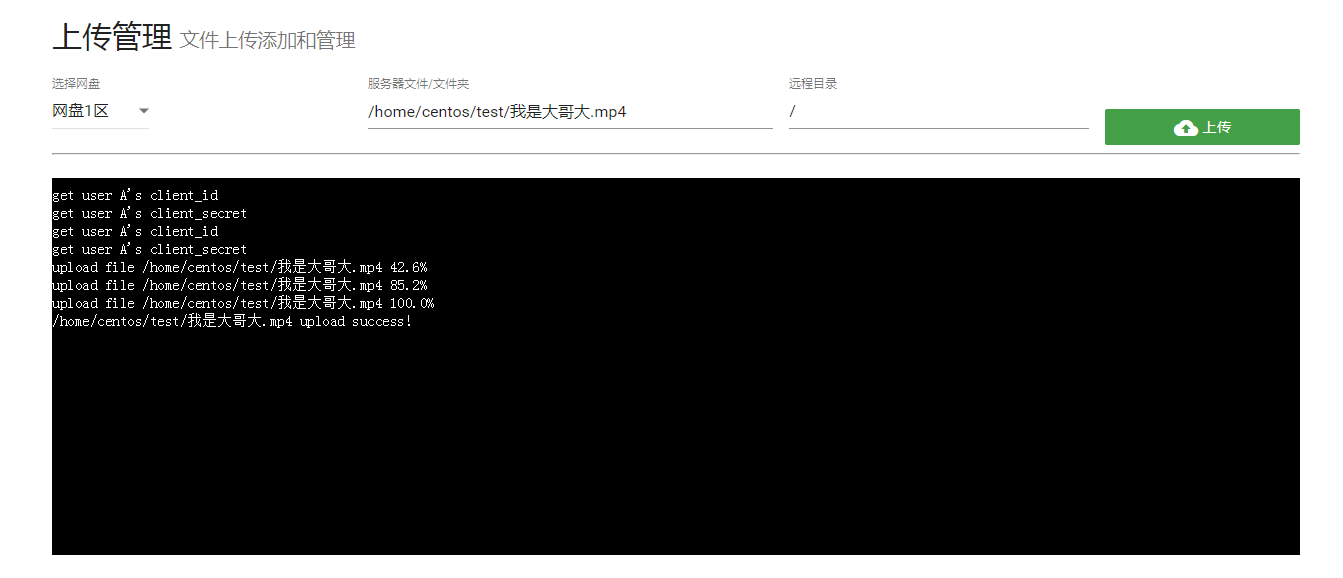 上传管理 文件上传添加和管理
选择网盘 服务器文件/文件夹 远程目录
网盘1区 /home/centos/test/我是大哥大.mp4 / 上传
get user A's client_id
get user A's client_secret
get user A's client_id
get user A's client_secret
upload file /home/centos/test/我是大哥大.mp4 42.6%
upload file /home/centos/test/我是大哥大.mp4 85.2%
upload file /home/centos/test/我是大哥大.mp4 100.0%
/home/centos/test/我是大哥大.mp4 upload success!